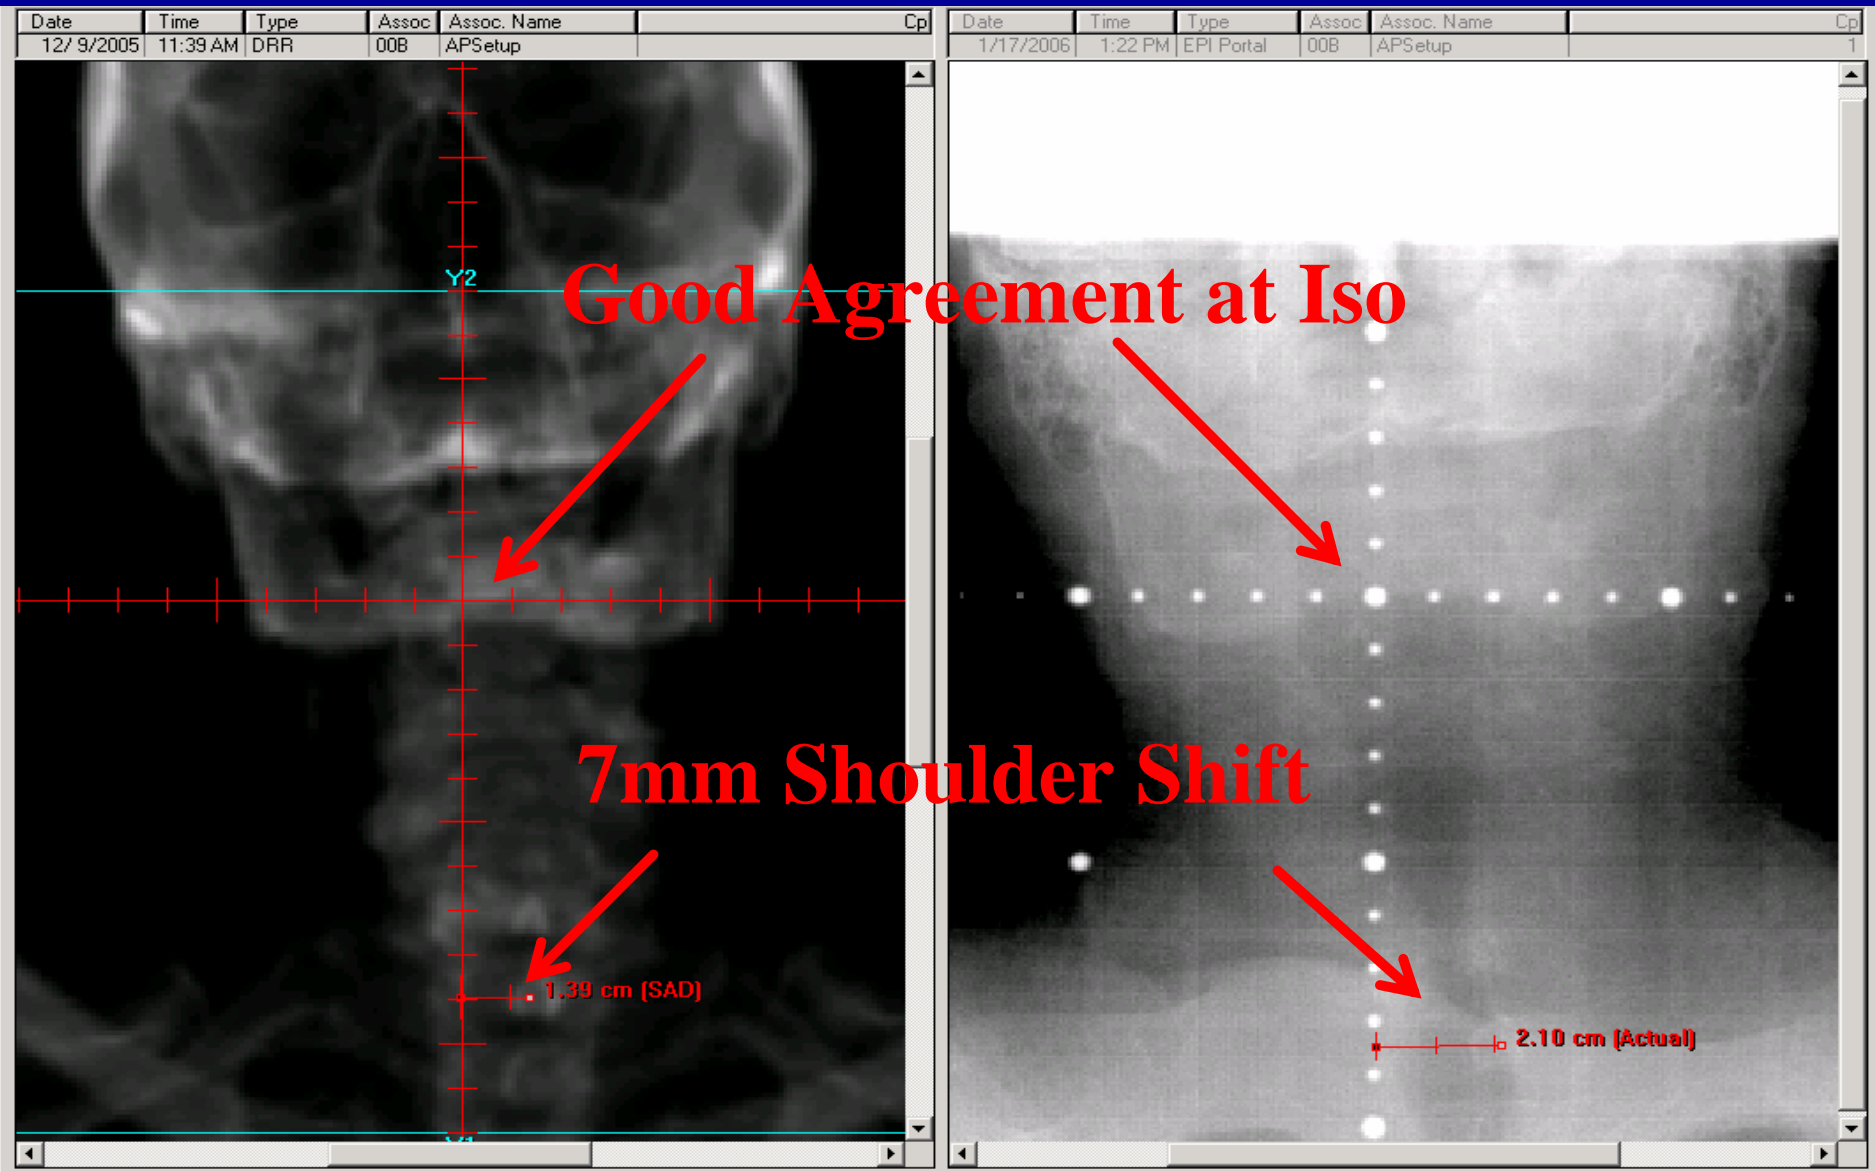 Date Time Type Assoc Assoc. Name Cp
12/ 9/2005 11:39 AM DRR 00B APSetup
Date Time Type Assoc Assoc. Name Cp
1/17/2006 1:22 PM EPI Portal 00B APSetup 1
Y2
Good Agreement at Iso
7mm Shoulder Shift
1.39 cm (SAD)
2.10 cm (Actual)